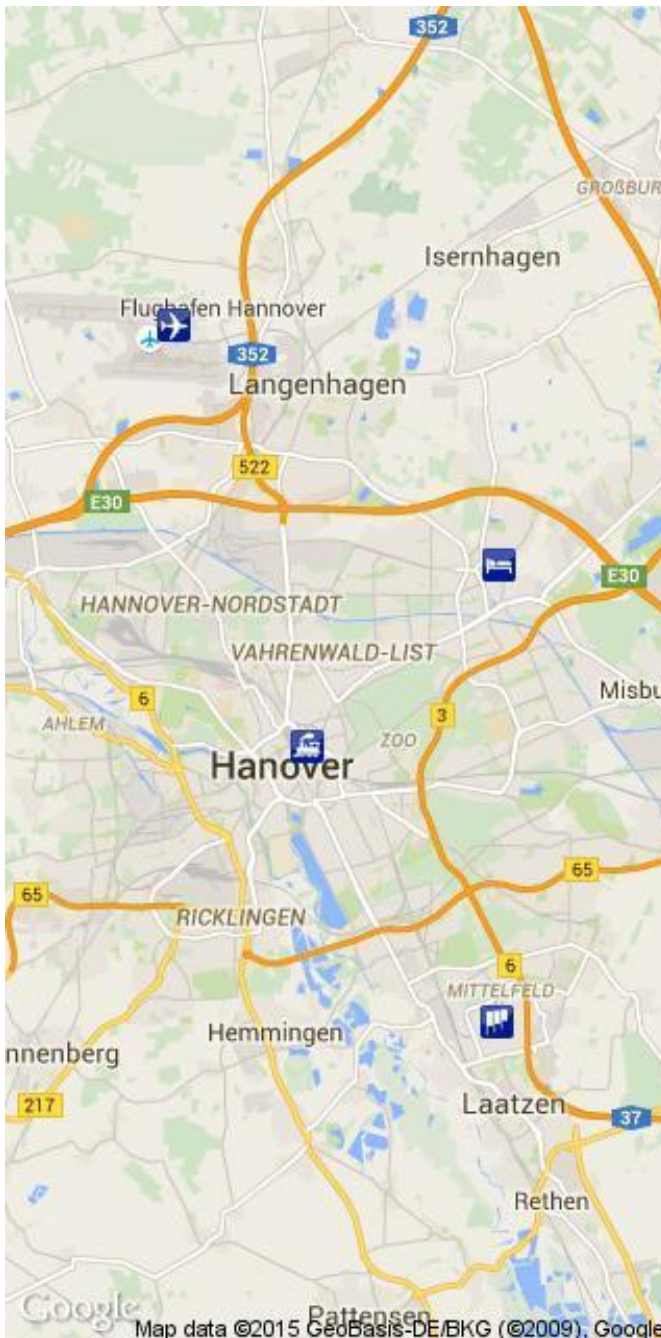 352
GROßBUR
Isernhagen
Flughafen Hannover
352
Langenhagen
522
E30
E30
HANNOVER-NORDSTADT
VAHRENWALD-LIST
Misbu
6
3
AHLEM
ZOO
Hanover
65
65
RICKLINGEN
6
MITTELFELD
Hemmingen
nnenberg
217
Laatzen
37
Rethen
Google
Pattensen
Map data ©2015 GeoBasis-DE/BKG (©2009), Google